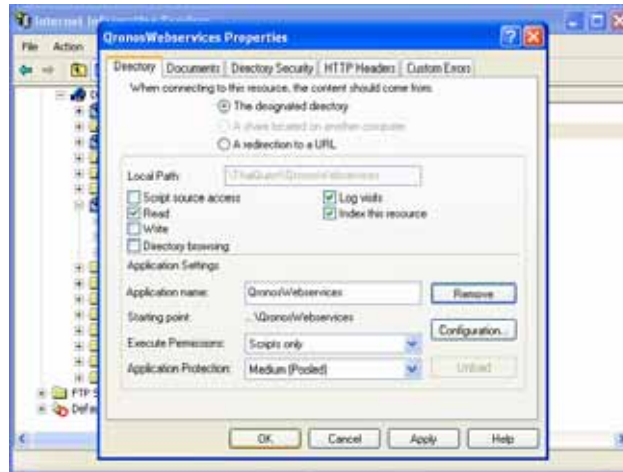 Internet Information Services
File Action
QronosWebservices Properties
Directory Documents Directory Security HTTP Headers Custom Errors
When connecting to this resource, the content should come from:
The designated directory
A share located on another computer
A redirection to a URL
Local Path:
Script source access
Log visits
Read
Index this resource
Write
Directory browsing
Application Settings
Application name: QronosWebservices Remove
Starting point: ...\QronosWebservices
Configuration...
Execute Permissions: Scripts only
Application Protection: Medium (Pooled) Unload
FTP S
Defa
OK Cancel Apply Help